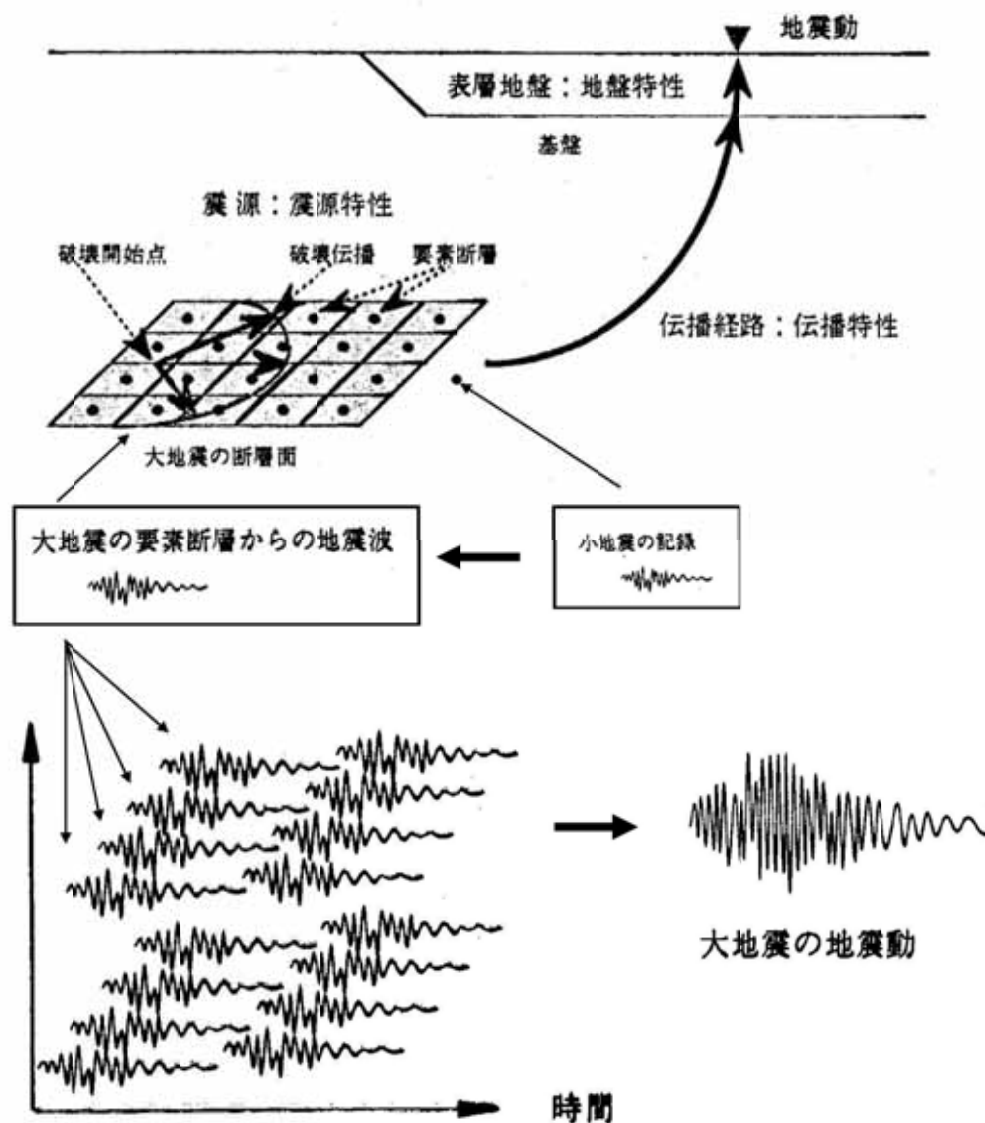 地震動
表層地盤：地盤特性
基盤
震源：震源特性
破壊開始点 破壊伝播 要素断層
伝播経路：伝播特性
大地震の断層面
大地震の要素断層からの地震波
小地震の記録
大地震の地震動
時間